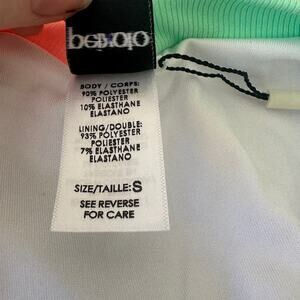 BODY / CORPS:
90% POLYESTER
POLIESTER
10% ELASTHANE
ELASTANO
LINING/DOUBLE:
93% POLYESTER
POLIESTER
7% ELASTHANE
ELASTANO
SIZE/TAILLE:S
SEE REVERSE
FOR CARE